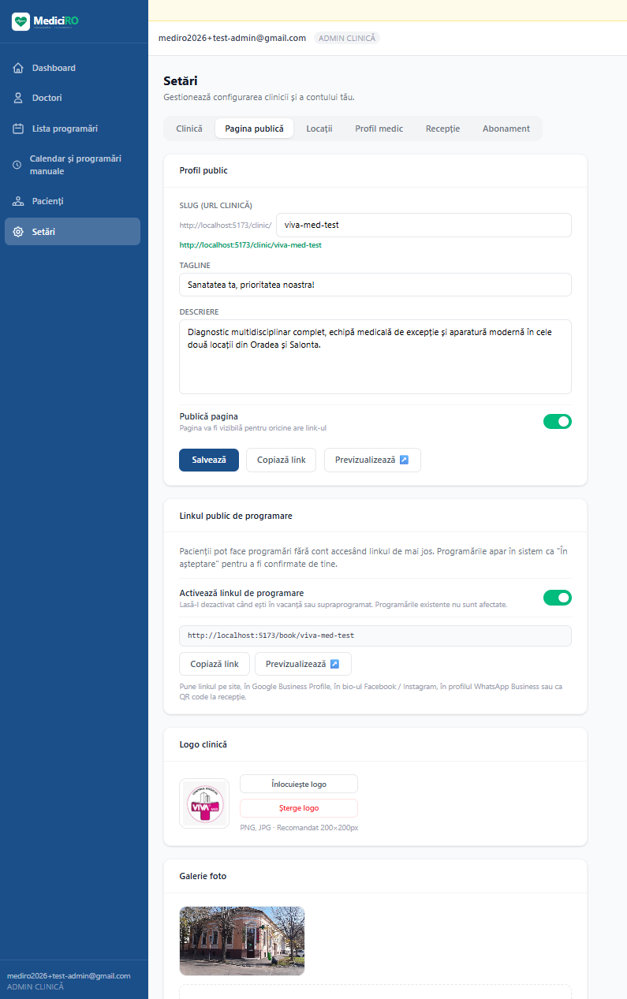 MediciRO
Dashboard
Doctori
Lista programări
Calendar și programări
manuale
Pacienți
Setări
mediro2026+test-admin@gmail.com
ADMIN CLINICĂ
mediro2026+test-admin@gmail.com ADMIN CLINICĂ
Setări
Gestionează configurarea clinicii și a contului tău.
Clinică Pagina publică Locații Profil medic Recepție Abonament
Profil public
SLUG (URL CLINICĂ)
http://localhost:5173/clinic/ viva-med-test
http://localhost:5173/clinic/viva-med-test
TAGLINE
Sanatatea ta, prioritatea noastra!
DESCRIERE
Diagnostic multidisciplinar complet, echipă medicală de excepție și aparatură modernă în cele
două locații din Oradea și Salonta.
Publică pagina
Pagina va fi vizibilă pentru oricine are link-ul
Salvează Copiază link Previzualizează
Linkul public de programare
Pacienții pot face programări fără cont accesând linkul de mai jos. Programările apar în sistem ca "În
așteptare" pentru a fi confirmate de tine.
Activează linkul de programare
Lasă-l dezactivat când ești în vacanță sau supraprogramat. Programările existente nu sunt afectate.
http://localhost:5173/book/viva-med-test
Copiază link Previzualizează
Pune linkul pe site, în Google Business Profile, în bio-ul Facebook / Instagram, în profilul WhatsApp Business sau ca
QR code la recepție.
Logo clinică
VIVA MED
Înlocuiește logo
Șterge logo
PNG, JPG · Recomandat 200×200px
Galerie foto